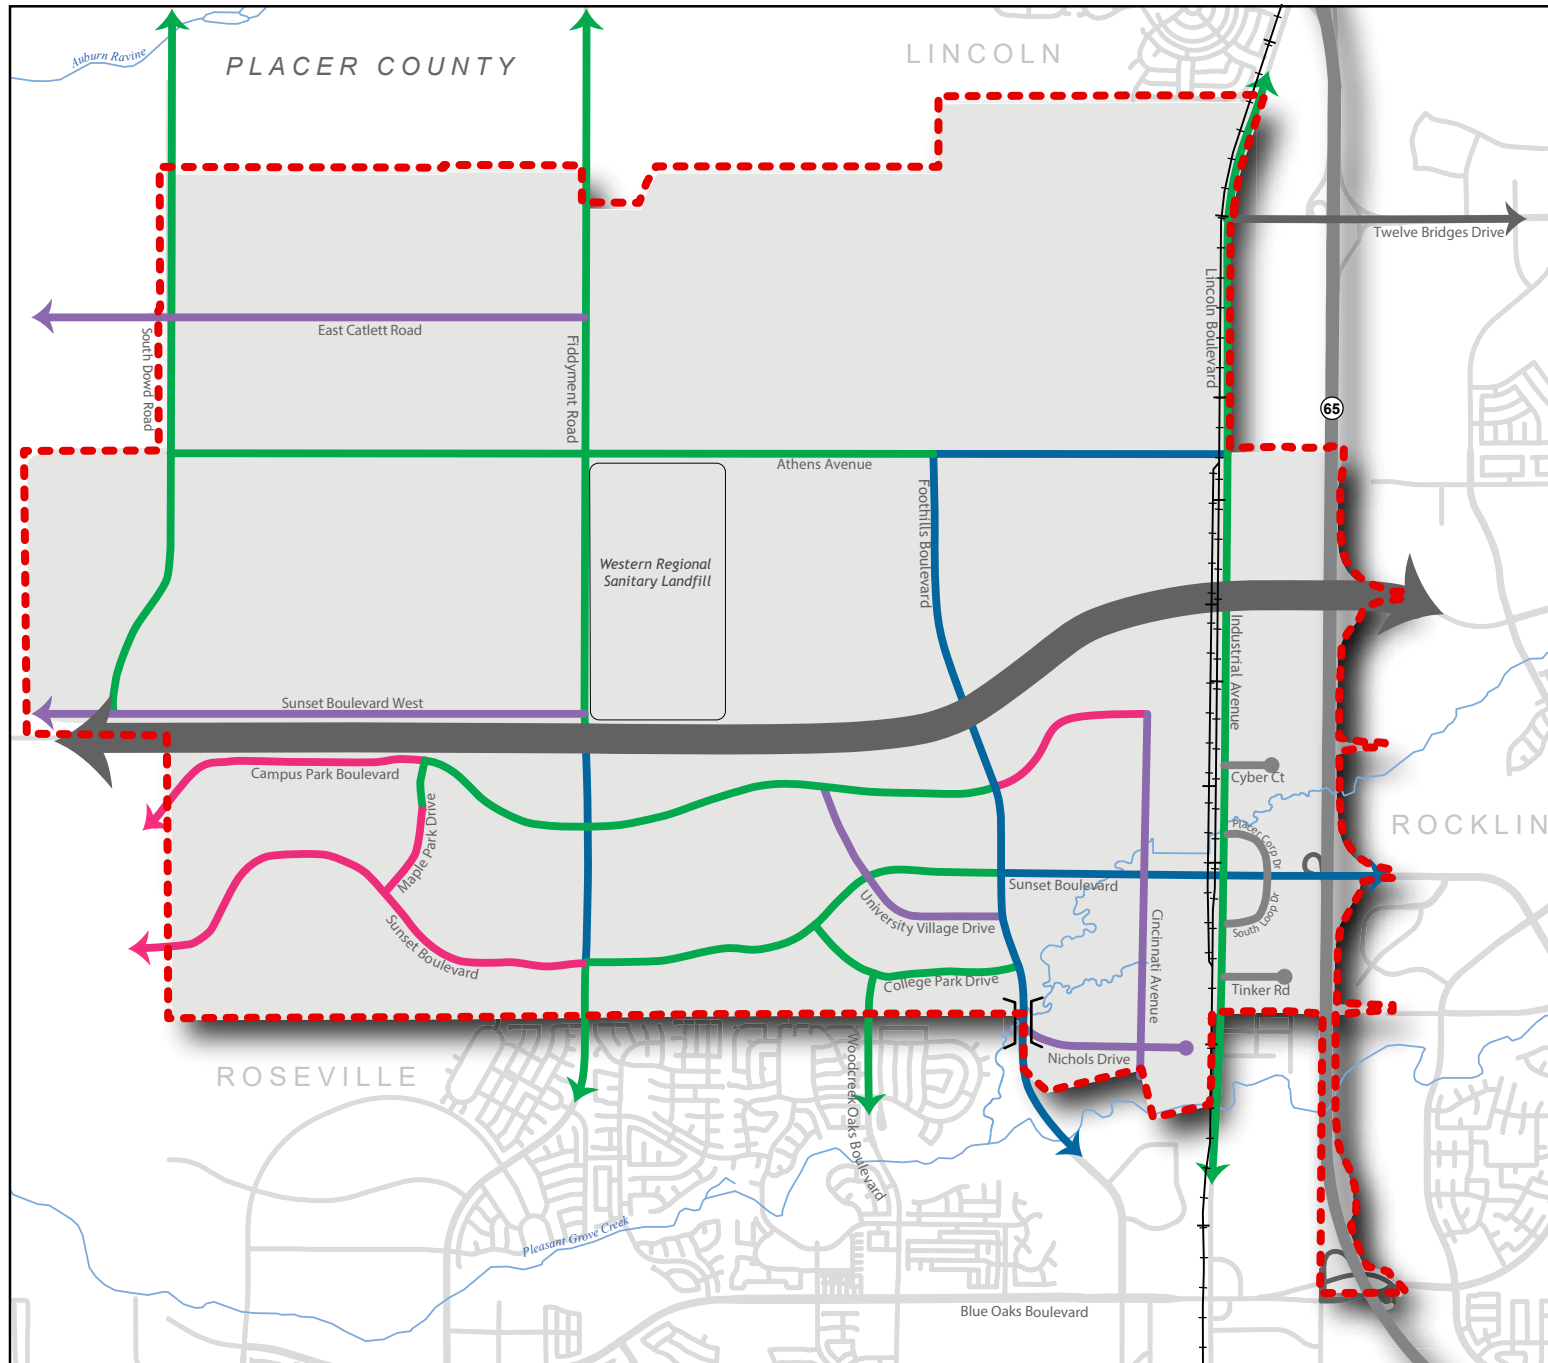 Auburn Ravine
PLACER COUNTY
LINCOLN
Twelve Bridges Drive
Lincoln Boulevard
East Catlett Road
South Dowd Road
Fiddyment Road
65
Athens Avenue
Foothills Boulevard
Western Regional
Sanitary Landfill
Industrial Avenue
Sunset Boulevard West
Campus Park Boulevard
Cyber Ct
Maple Park Drive
Placer Corp Dr
ROCKLIN
Sunset Boulevard
University Village Drive
South Loop Dr
Cincinnati Avenue
Sunset Boulevard
College Park Drive
Tinker Rd
Nichols Drive
ROSEVILLE
Woodcreek Oaks Boulevard
Pleasant Grove Creek
Blue Oaks Boulevard